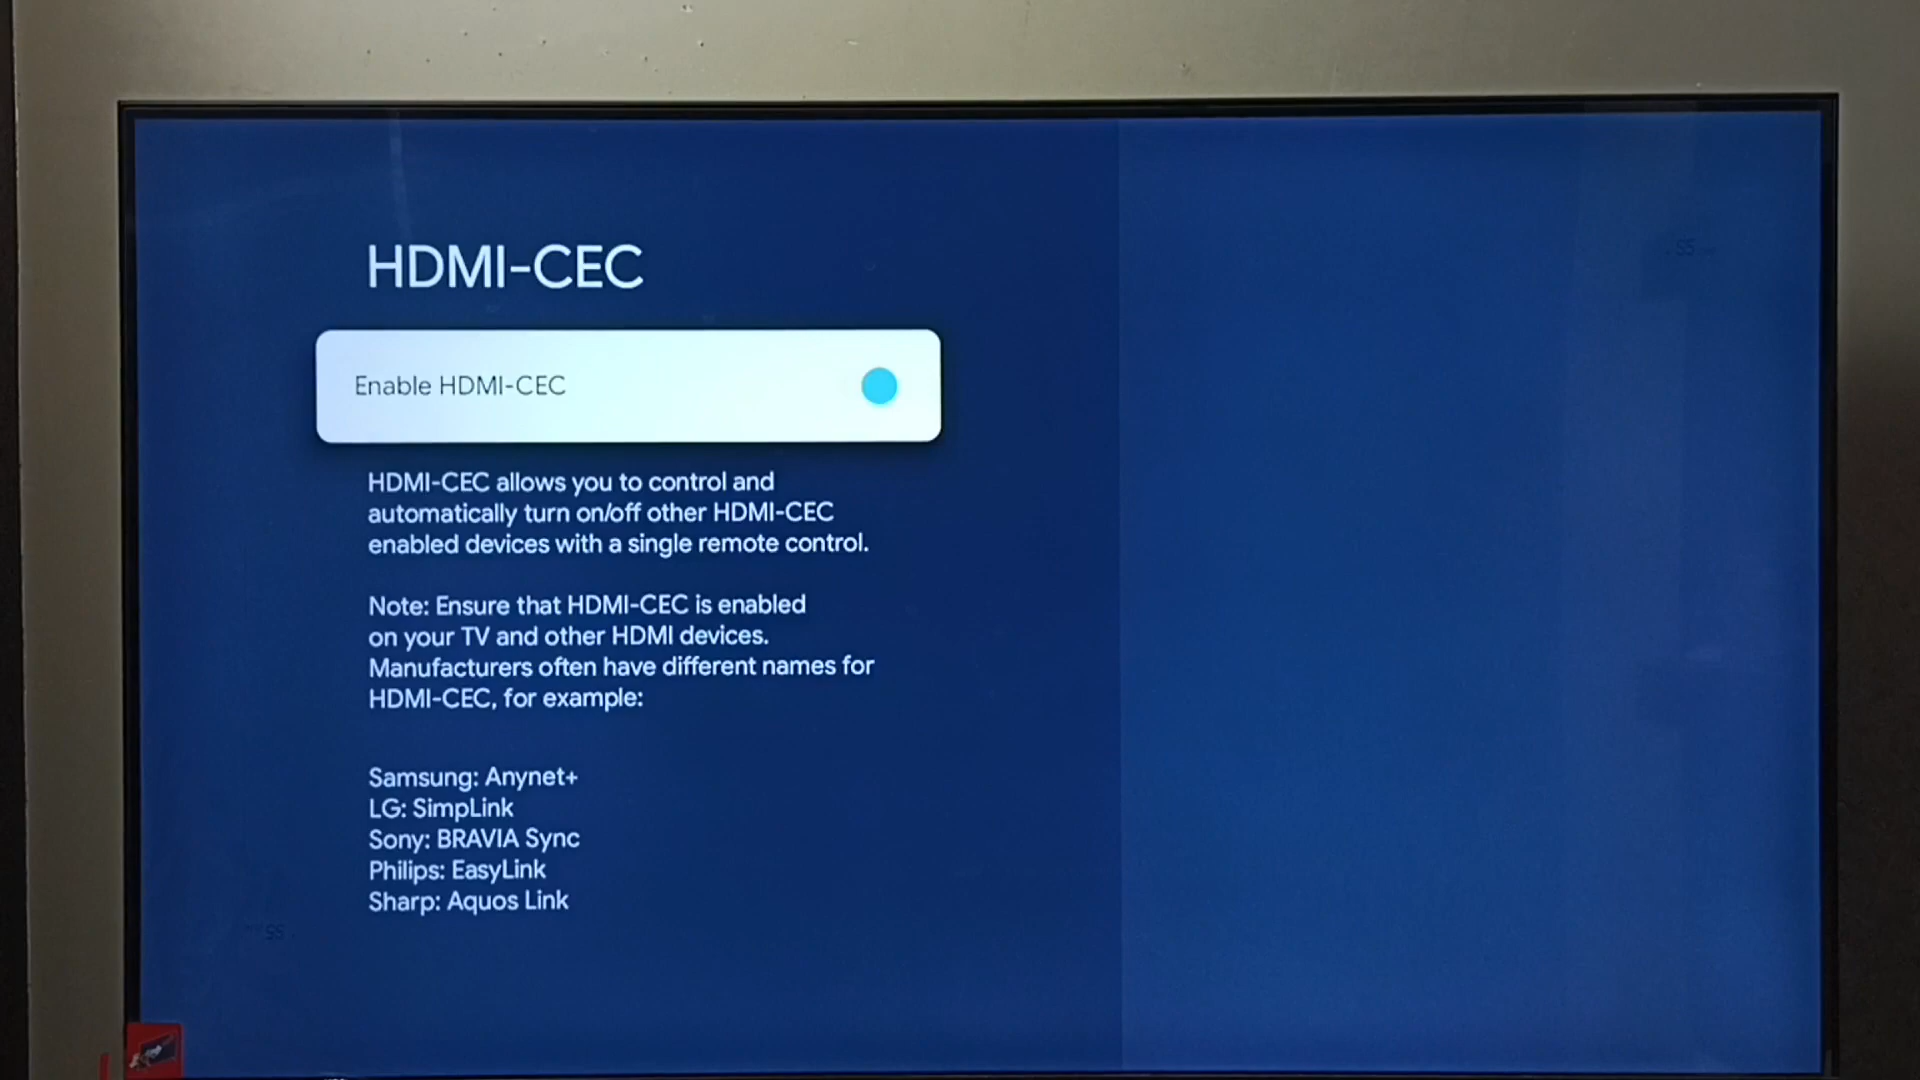 HDMI-CEC
Enable HDMI-CEC
HDMI-CEC allows you to control and
automatically turn on/off other HDMI-CEC
enabled devices with a single remote control.
Note: Ensure that HDMI-CEC is enabled
on your TV and other HDMI devices.
Manufacturers often have different names for
HDMI-CEC, for example:
Samsung: Anynet+
LG: SimpLink
Sony: BRAVIA Sync
Philips: EasyLink
Sharp: Aquos Link